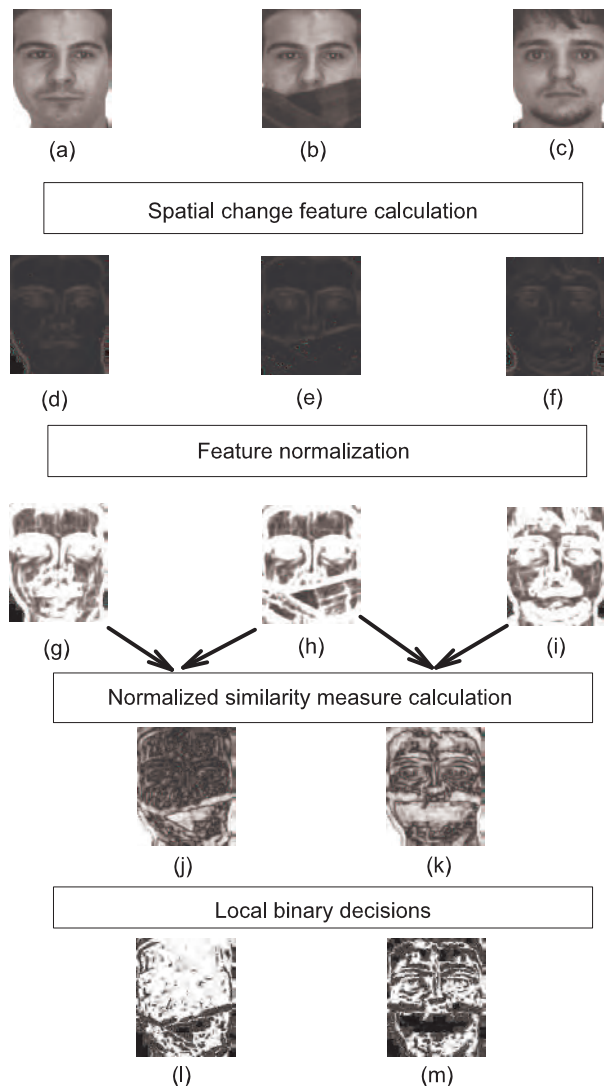 (a) (b) (c)
Spatial change feature calculation
(d) (e) (f)
Feature normalization
(g) (h) (i)
Normalized similarity measure calculation
(j) (k)
Local binary decisions
(l) (m)